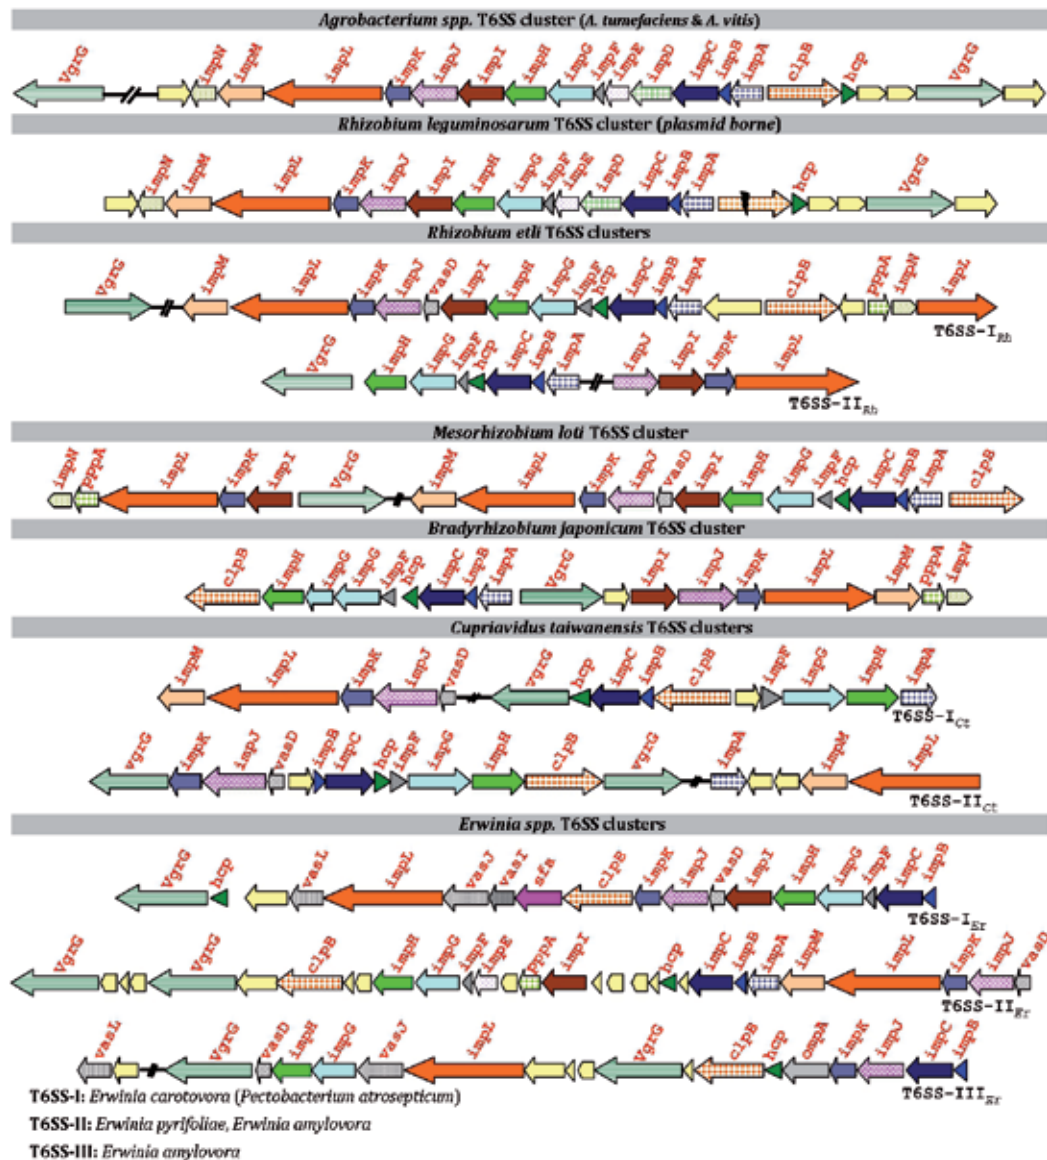 Agrobacterium spp. T6SS cluster (A. tumefaciens & A. vitis)
VgrG impN impM impL impK impJ impI impH impG impF impE impD impC impB impA clpB hcp VgrG
Rhizobium leguminosarum T6SS cluster (plasmid borne)
impN impM impL impK impJ impI impH impG impF impE impD impC impB impA hcp VgrG
Rhizobium etli T6SS clusters
VgrG impM impL impK impJ vasD impI impH impG impF hcp impC impB impA clpB pppA impN impL
T6SS-I Rh
VgrG impH impG impF hcp impC impB impA impJ impI impK impL
T6SS-II Rh
Mesorhizobium loti T6SS cluster
impN pppA impL impK impI VgrG impM impL impK impJ vasD impI impH impG impF hcp impC impB impA clpB
Bradyrhizobium japonicum T6SS cluster
clpB impH impG impG impF hcp impC impB impA VgrG impI impJ impK impL impM pppA impN
Cupriavidus taiwanensis T6SS clusters
impM impL impK impJ vasD vgrG hcp impC impB clpB impF impG impH impA
T6SS-I Ct
vgrG impK impJ vasD impB impC hcp impF impG impH clpB vgrG impA impM impL
T6SS-II Ct
Erwinia spp. T6SS clusters
VgrG hcp vasL impL vasJ vasI sfa clpB impK impJ vasD impI impH impG impF impC impB
T6SS-I Er
VgrG VgrG clpB impH impG impF impE pppA impI hcp impC impB impA impM impL impK impJ vasD
T6SS-II Er
vasL VgrG vasD impH impG vasJ impL VgrG clpB hcp ompA impK impJ impC impB
T6SS-III Er
T6SS-I: Erwinia carotovora (Pectobacterium atrosepticum)
T6SS-II: Erwinia pyrifoliae, Erwinia amylovora
T6SS-III: Erwinia amylovora